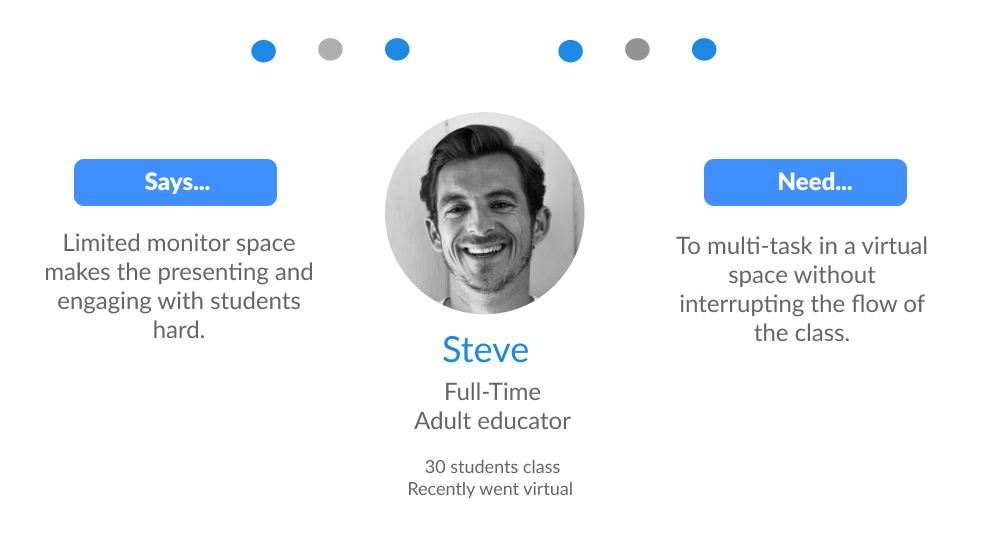 Says...
Limited monitor space
makes the presenting and
engaging with students
hard.
Steve
Full-Time
Adult educator
30 students class
Recently went virtual
Need...
To multi-task in a virtual
space without
interrupting the flow of
the class.